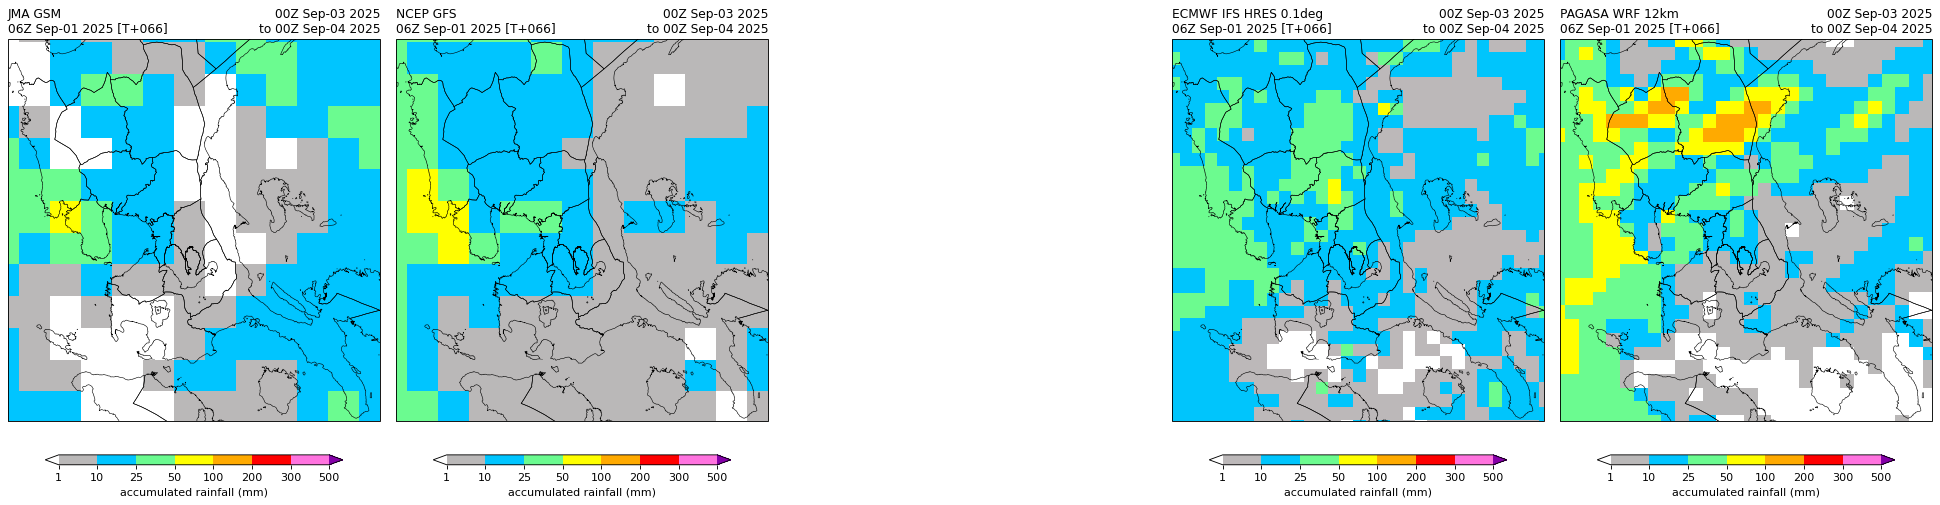 JMA GSM 00Z Sep-03 2025
06Z Sep-01 2025 [T+066] to 00Z Sep-04 2025
1 10 25 50 100 200 300 500
accumulated rainfall (mm)
NCEP GFS 00Z Sep-03 2025
06Z Sep-01 2025 [T+066] to 00Z Sep-04 2025
1 10 25 50 100 200 300 500
accumulated rainfall (mm)
ECMWF IFS HRES 0.1deg 00Z Sep-03 2025
06Z Sep-01 2025 [T+066] to 00Z Sep-04 2025
1 10 25 50 100 200 300 500
accumulated rainfall (mm)
PAGASA WRF 12km 00Z Sep-03 2025
06Z Sep-01 2025 [T+066] to 00Z Sep-04 2025
1 10 25 50 100 200 300 500
accumulated rainfall (mm)